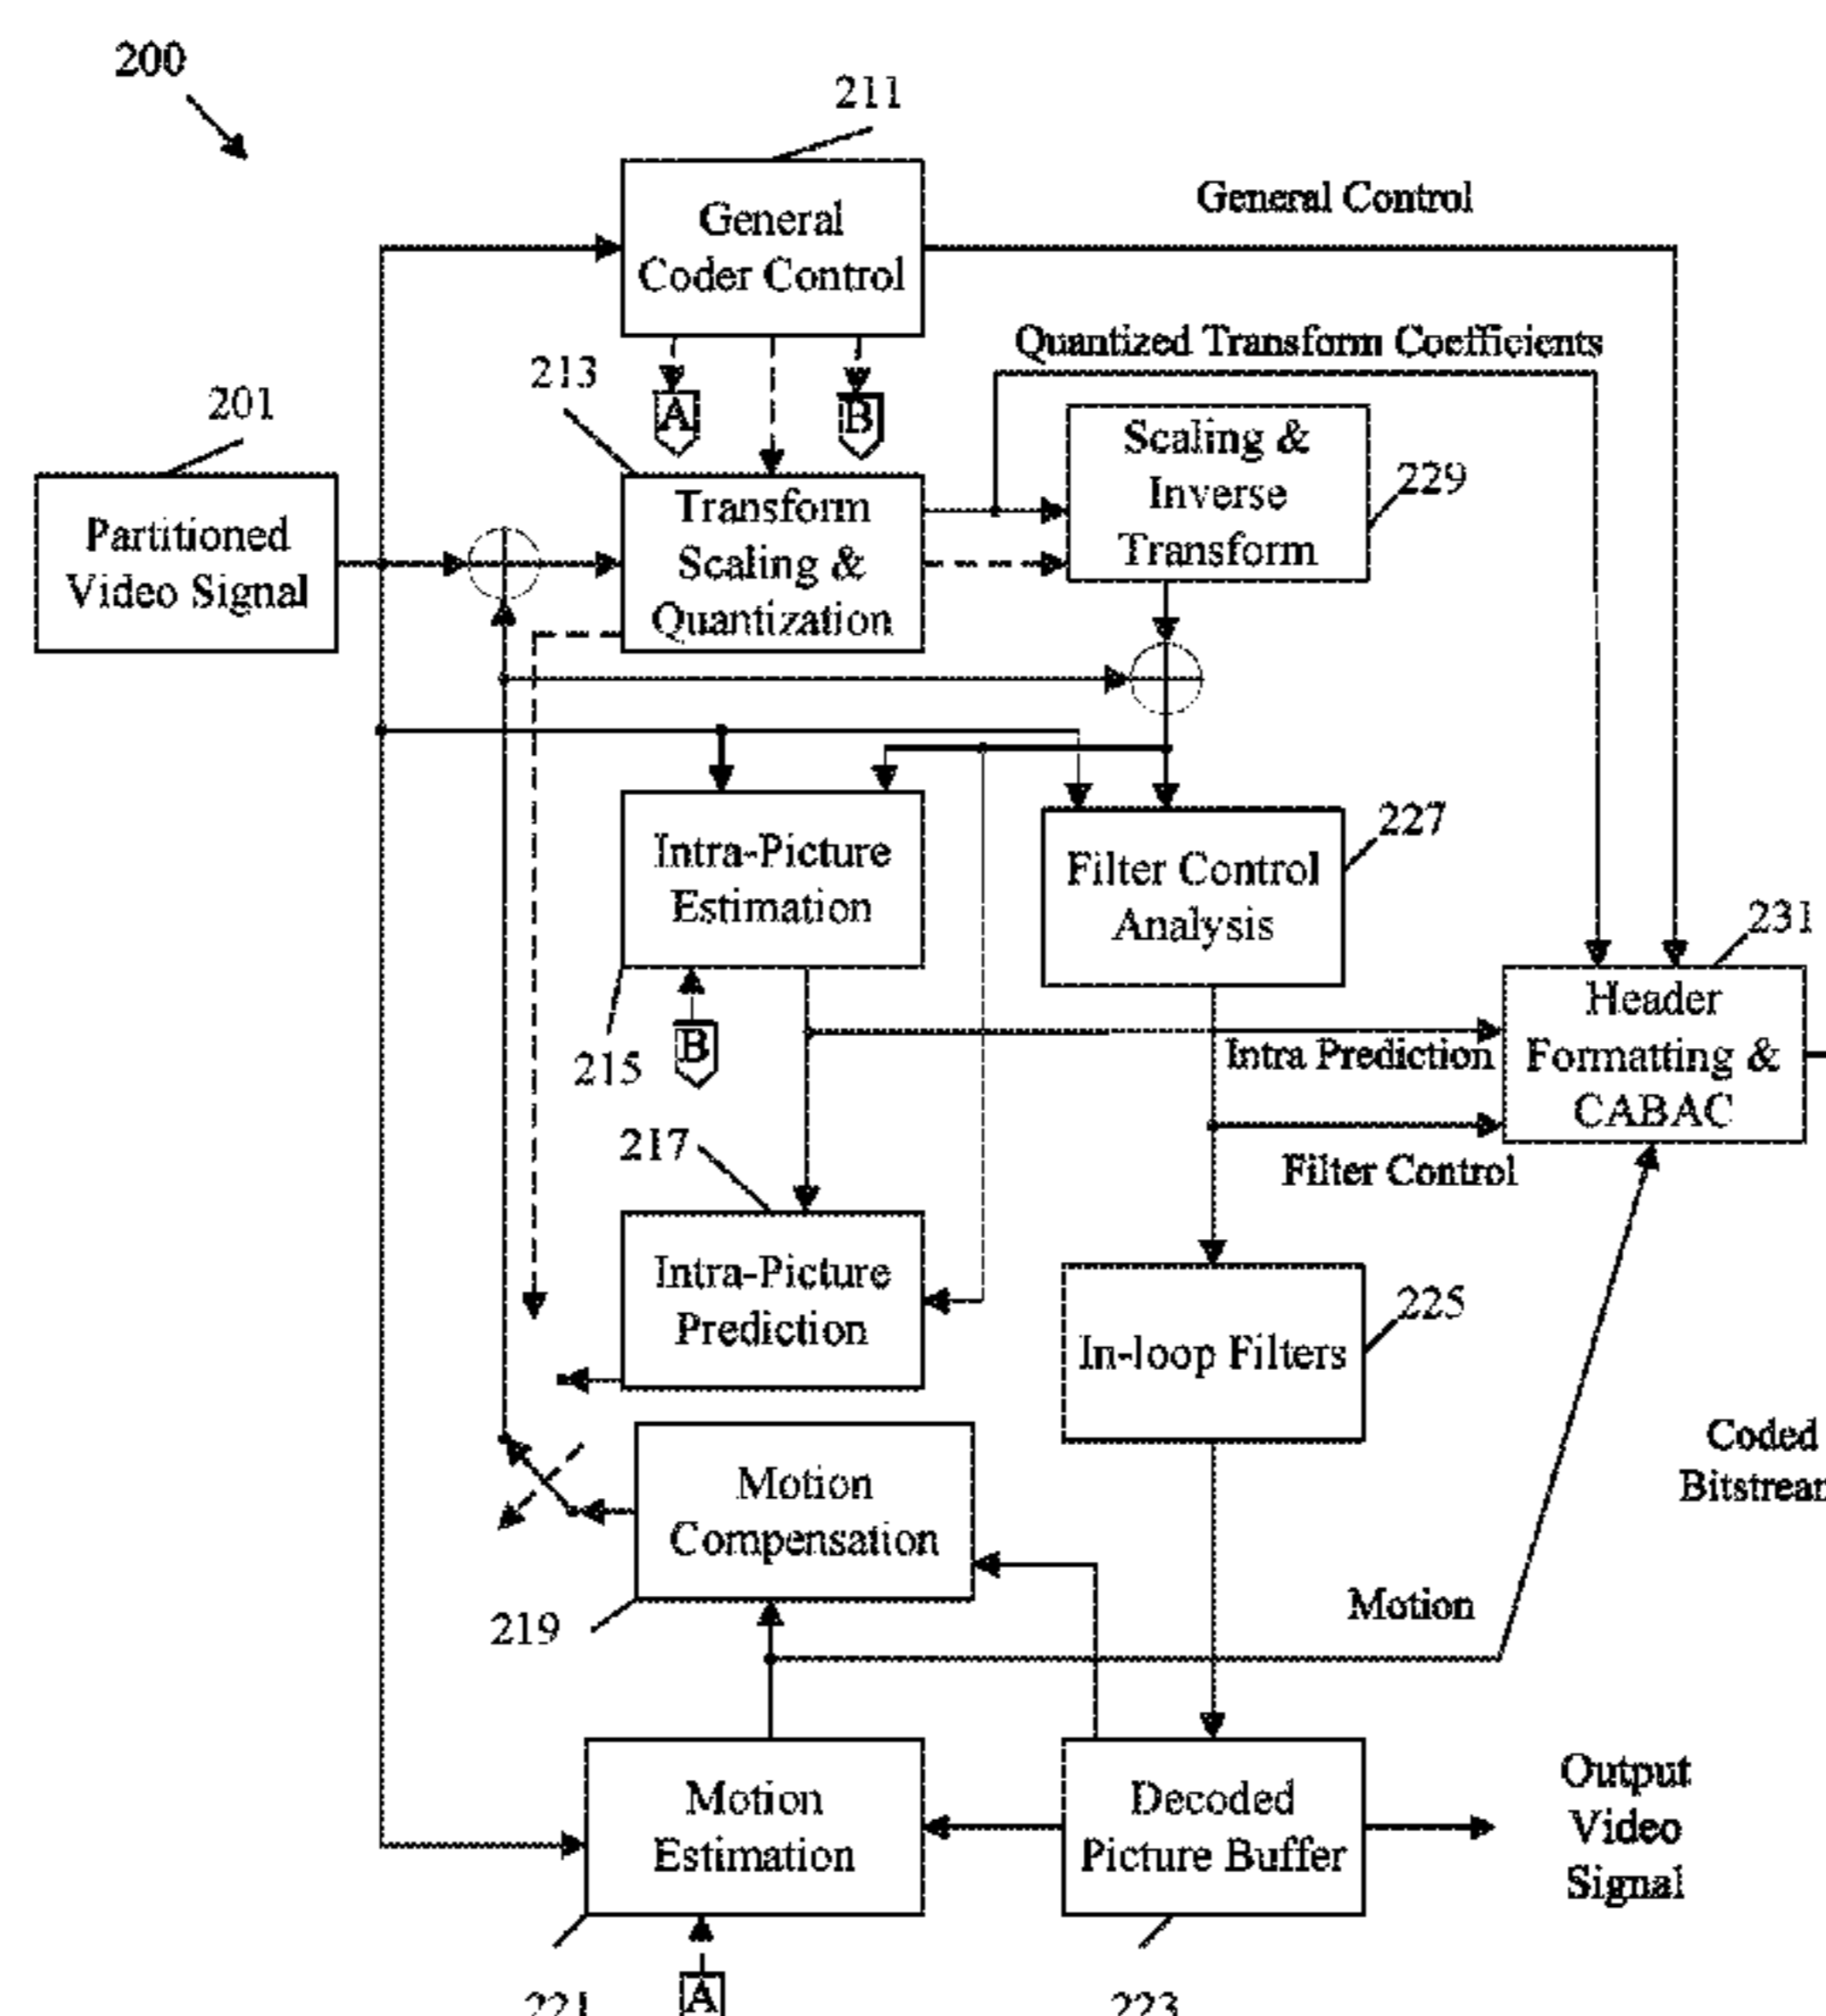 200
211
General
Coder Control
General Control
Quantized Transform Coefficients
213
A
B
201
Partitioned
Video Signal
Transform
Scaling &
Quantization
Scaling &
Inverse
Transform
229
Intra-Picture
Estimation
215
B
Filter Control
Analysis
227
231
Header
Formatting &
CABAC
Intra Prediction
Filter Control
217
Intra-Picture
Prediction
In-loop Filters
225
Coded
Bitstream
Motion
Compensation
219
Motion
Motion
Estimation
221
A
Decoded
Picture Buffer
223
Output
Video
Signal